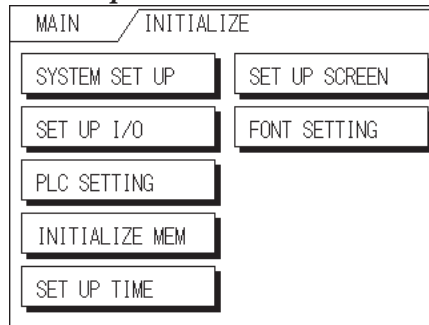 MAIN INITIALIZE
SYSTEM SET UP
SET UP SCREEN
SET UP I/O
FONT SETTING
PLC SETTING
INITIALIZE MEM
SET UP TIME